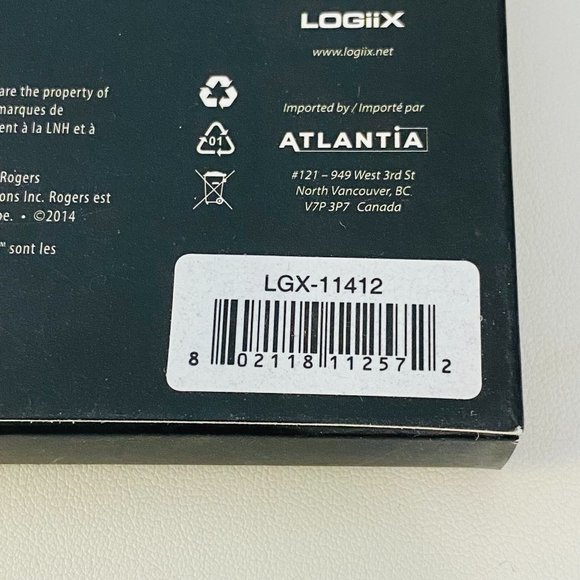 LOGiiX
www.logiix.net
are the property of
marques de
ent à la LNH et à
Rogers
ons Inc. Rogers est
pe. • ©2014
™ sont les
01
Imported by / Importé par
ATLANTiA
#121 – 949 West 3rd St
North Vancouver, BC
V7P 3P7 Canada
LGX-11412
8 02118 11257 2